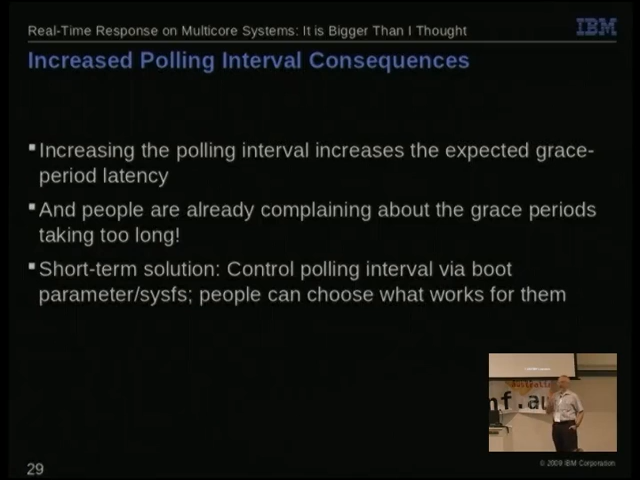 Real-Time Response on Multicore Systems: It is Bigger Than I Thought
IBM
Increased Polling Interval Consequences
▪Increasing the polling interval increases the expected grace-
period latency
▪And people are already complaining about the grace periods
taking too long!
▪Short-term solution: Control polling interval via boot
parameter/sysfs; people can choose what works for them
nf.au
29
© 2009 IBM Corporation